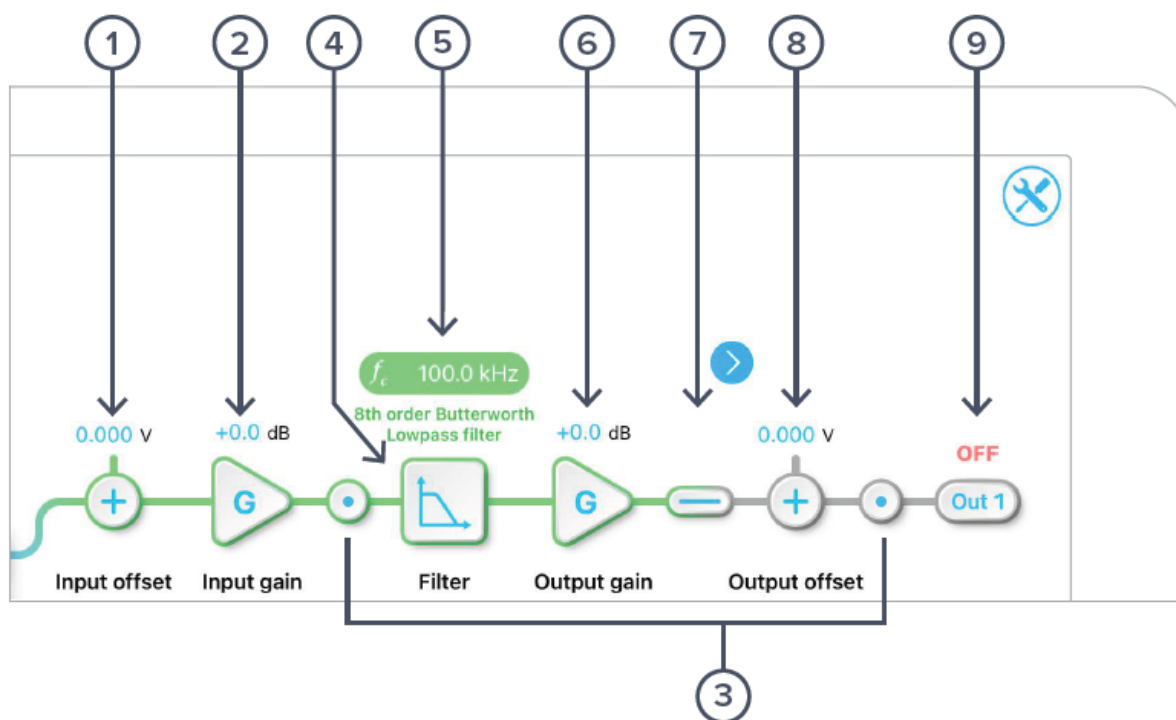 1 2 4 5 6 7 8 9
f_c 100.0 kHz
8th order Butterworth
Lowpass filter
0.000 V +0.0 dB +0.0 dB 0.000 V OFF
G G Out 1
Input offset Input gain Filter Output gain Output offset
3